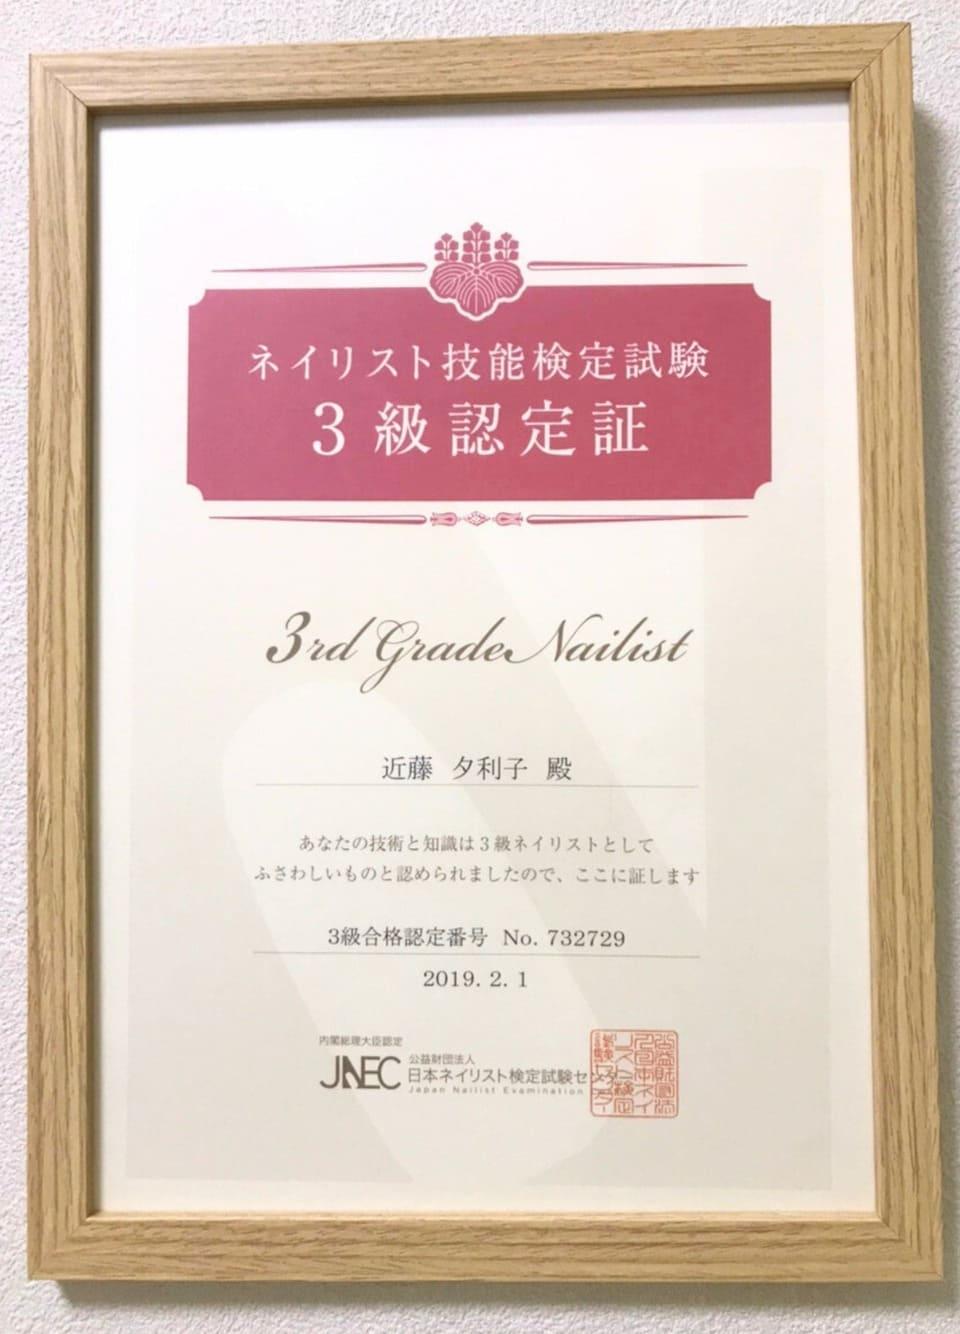 ネイリスト技能検定試験
3級認定証
3rd Grade Nailist
近藤 夕利子 殿
あなたの技術と知識は3級ネイリストとして
ふさわしいものと認められましたので、ここに証します
3級合格認定番号 No. 732729
2019. 2. 1
内閣総理大臣認定
JNEC 公益財団法人
日本ネイリスト検定試験センター
Japan Nailist Examination